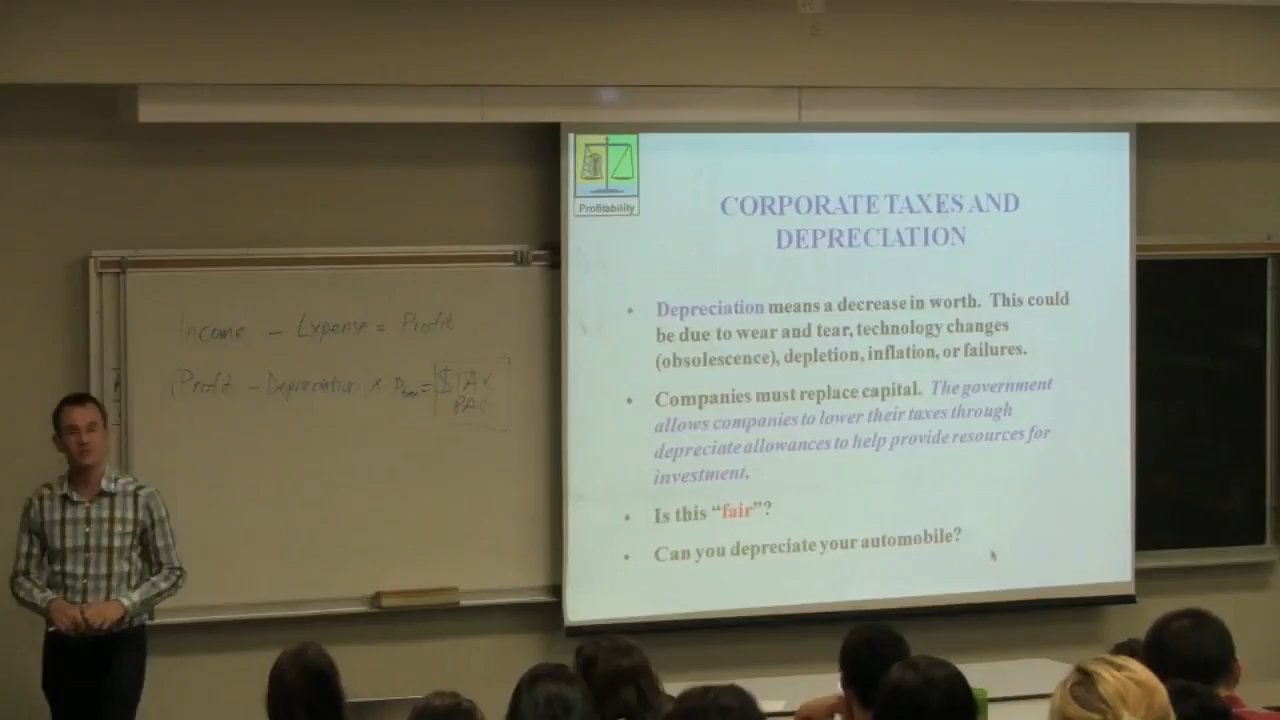 Income - Expense = Profit
Profit - Depreciation x = $TAX
Profitability
CORPORATE TAXES AND
DEPRECIATION
• Depreciation means a decrease in worth. This could
be due to wear and tear, technology changes
(obsolescence), depletion, inflation, or failures.
• Companies must replace capital. The government
allows companies to lower their taxes through
depreciate allowances to help provide resources for
investment.
• Is this “fair”?
• Can you depreciate your automobile?